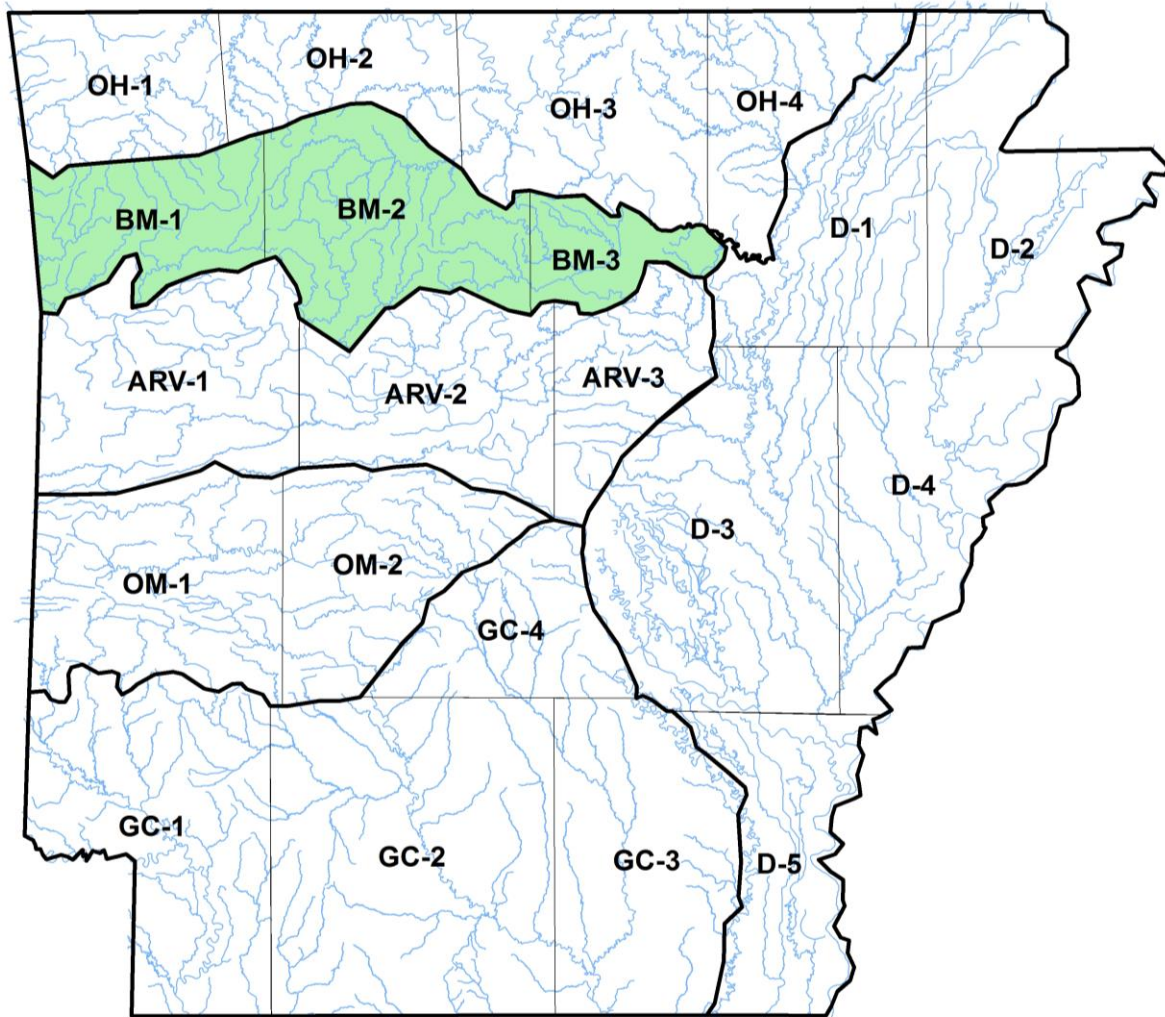 OH-1
OH-2
OH-3
OH-4
BM-1
BM-2
BM-3
D-1
D-2
ARV-1
ARV-2
ARV-3
D-3
D-4
OM-1
OM-2
GC-4
GC-1
GC-2
GC-3
D-5